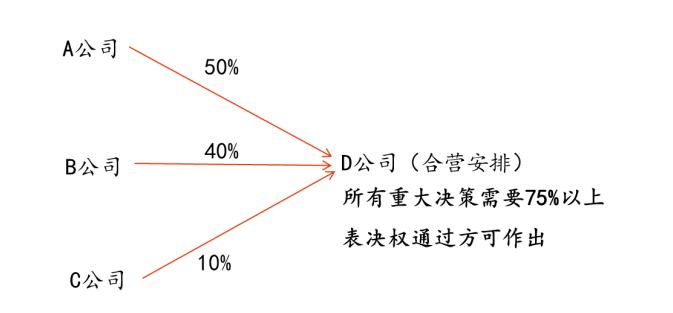 A公司
50%
B公司
40%
D公司（合营安排）
所有重大决策需要75%以上
表决权通过方可作出
10%
C公司